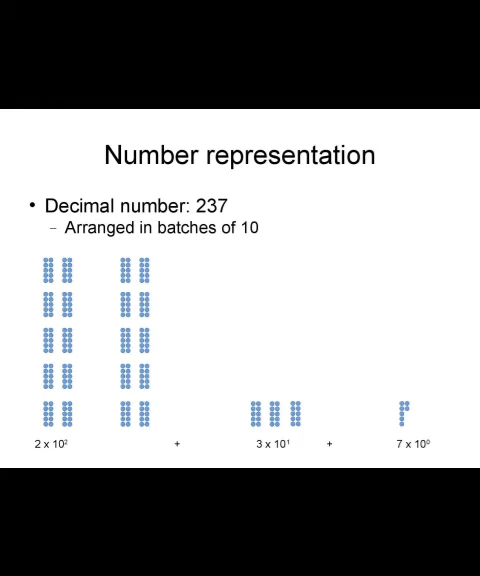 Number representation
• Decimal number: 237
– Arranged in batches of 10
2 x 10² + 3 x 10¹ + 7 x 10⁰